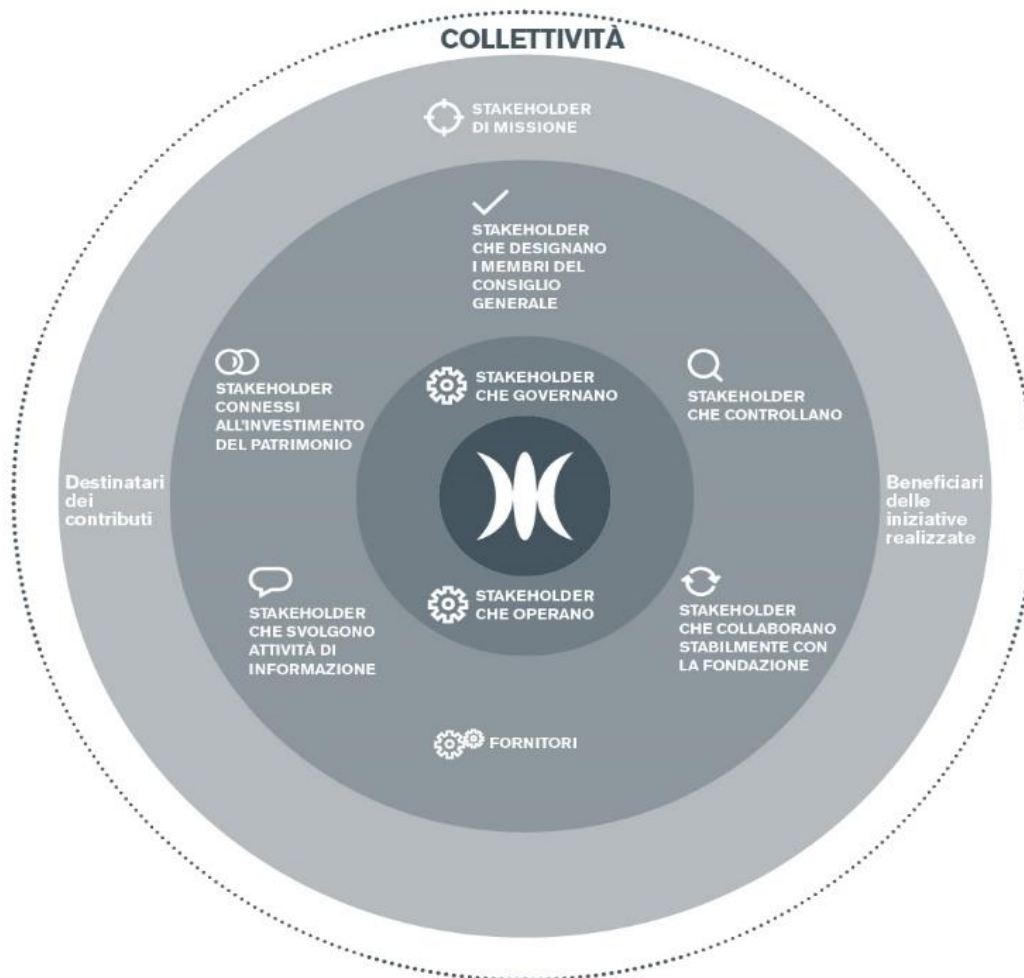 COLLETTIVITÀ
STAKEHOLDER
DI MISSIONE
STAKEHOLDER
CHE DESIGNANO
I MEMBRI DEL
CONSIGLIO
GENERALE
STAKEHOLDER
CONNESSI
ALL'INVESTIMENTO
DEL PATRIMONIO
STAKEHOLDER
CHE GOVERNANO
STAKEHOLDER
CHE CONTROLLANO
Destinatari
dei
contributi
Beneficiari
delle
iniziative
realizzate
STAKEHOLDER
CHE SVOLGONO
ATTIVITÀ DI
INFORMAZIONE
STAKEHOLDER
CHE OPERANO
STAKEHOLDER
CHE COLLABORANO
STABILMENTE CON
LA FONDAZIONE
FORNITORI